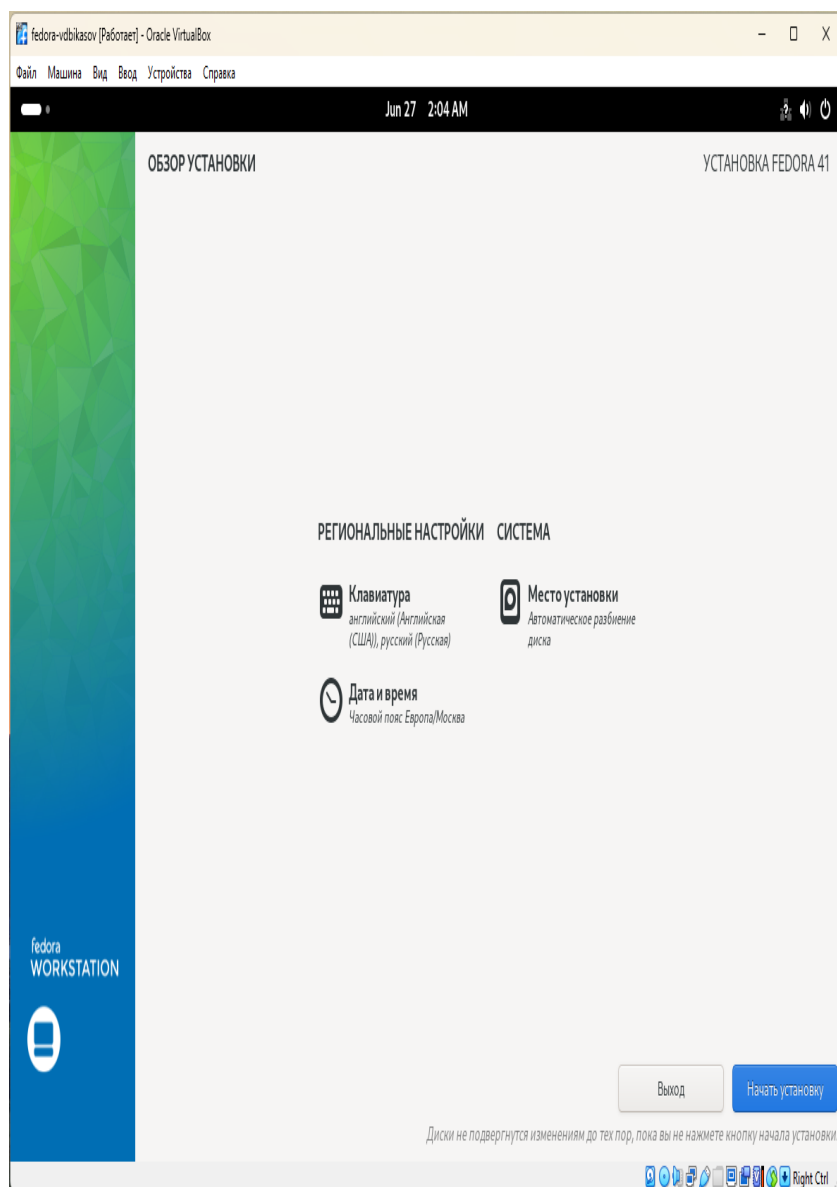 fedora-vdbikasov [Работает] - Oracle VirtualBox
Файл Машина Вид Ввод Устройства Справка
Jun 27 2:04 AM
ОБЗОР УСТАНОВКИ
УСТАНОВКА FEDORA 41
РЕГИОНАЛЬНЫЕ НАСТРОЙКИ
СИСТЕМА
Клавиатура
английский (Английская
(США)), русский (Русская)
Место установки
Автоматическое разбиение
диска
Дата и время
Часовой пояс Европа/Москва
fedora
WORKSTATION
Выход
Начать установку
Диски не подвергнутся изменениям до тех пор, пока вы не нажмете кнопку начала установки.
Right Ctrl